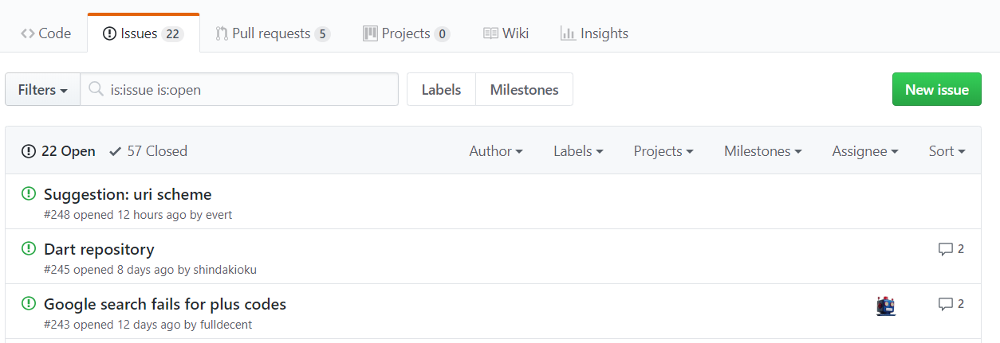 Code Issues 22 Pull requests 5 Projects 0 Wiki Insights
Filters is:issue is:open Labels Milestones New issue
22 Open 57 Closed Author Labels Projects Milestones Assignee Sort
Suggestion: uri scheme
#248 opened 12 hours ago by evert
Dart repository 2
#245 opened 8 days ago by shindakioku
Google search fails for plus codes 2
#243 opened 12 days ago by fulldecent